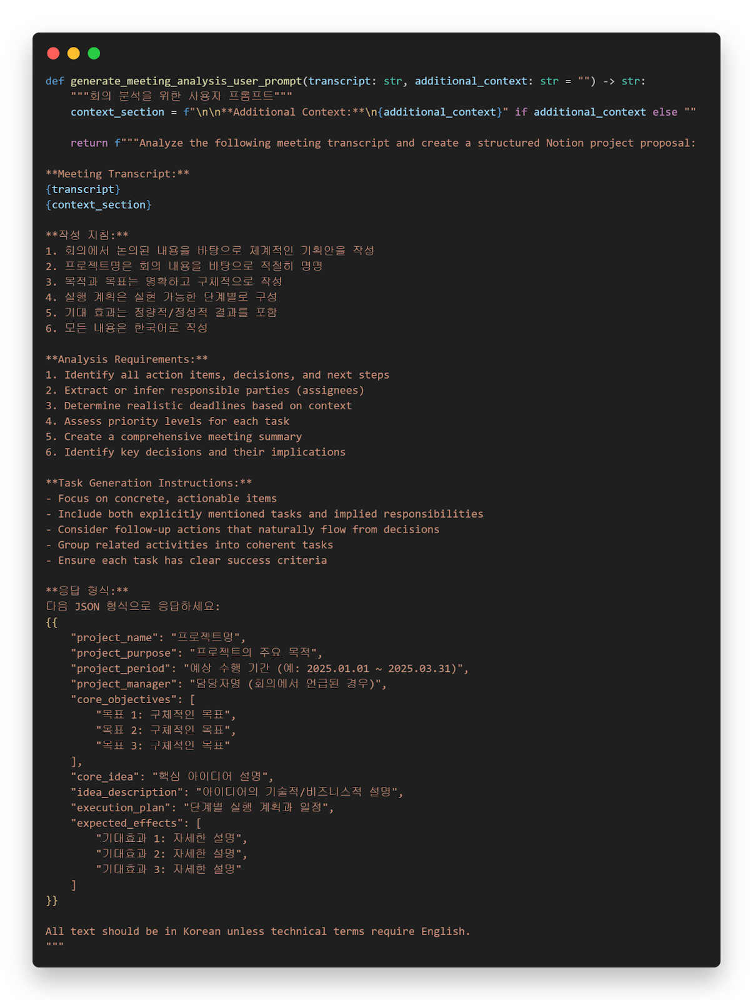 def generate_meeting_analysis_user_prompt(transcript: str, additional_context: str = "") -> str:
    """회의 분석을 위한 사용자 프롬프트"""
    context_section = f"\n\n**Additional Context:**\n{additional_context}" if additional_context else ""

    return f"""Analyze the following meeting transcript and create a structured Notion project proposal:

**Meeting Transcript:**
{transcript}
{context_section}

**작성 지침:**
1. 회의에서 논의된 내용을 바탕으로 체계적인 기획안을 작성
2. 프로젝트명은 회의 내용을 바탕으로 적절히 명명
3. 목적과 목표는 명확하고 구체적으로 작성
4. 실행 계획은 실현 가능한 단계별로 구성
5. 기대 효과는 정량적/정성적 결과를 포함
6. 모든 내용은 한국어로 작성

**Analysis Requirements:**
1. Identify all action items, decisions, and next steps
2. Extract or infer responsible parties (assignees)
3. Determine realistic deadlines based on context
4. Assess priority levels for each task
5. Create a comprehensive meeting summary
6. Identify key decisions and their implications

**Task Generation Instructions:**
- Focus on concrete, actionable items
- Include both explicitly mentioned tasks and implied responsibilities
- Consider follow-up actions that naturally flow from decisions
- Group related activities into coherent tasks
- Ensure each task has clear success criteria

**응답 형식:**
다음 JSON 형식으로 응답하세요:
{{
    "project_name": "프로젝트명",
    "project_purpose": "프로젝트의 주요 목적",
    "project_period": "예상 수행 기간 (예: 2025.01.01 ~ 2025.03.31)",
    "project_manager": "담당자명 (회의에서 언급된 경우)",
    "core_objectives": [
        "목표 1: 구체적인 목표",
        "목표 2: 구체적인 목표",
        "목표 3: 구체적인 목표"
    ],
    "core_idea": "핵심 아이디어 설명",
    "idea_description": "아이디어의 기술적/비즈니스적 설명",
    "execution_plan": "단계별 실행 계획과 일정",
    "expected_effects": [
        "기대효과 1: 자세한 설명",
        "기대효과 2: 자세한 설명",
        "기대효과 3: 자세한 설명"
    ]
}}

All text should be in Korean unless technical terms require English.
"""